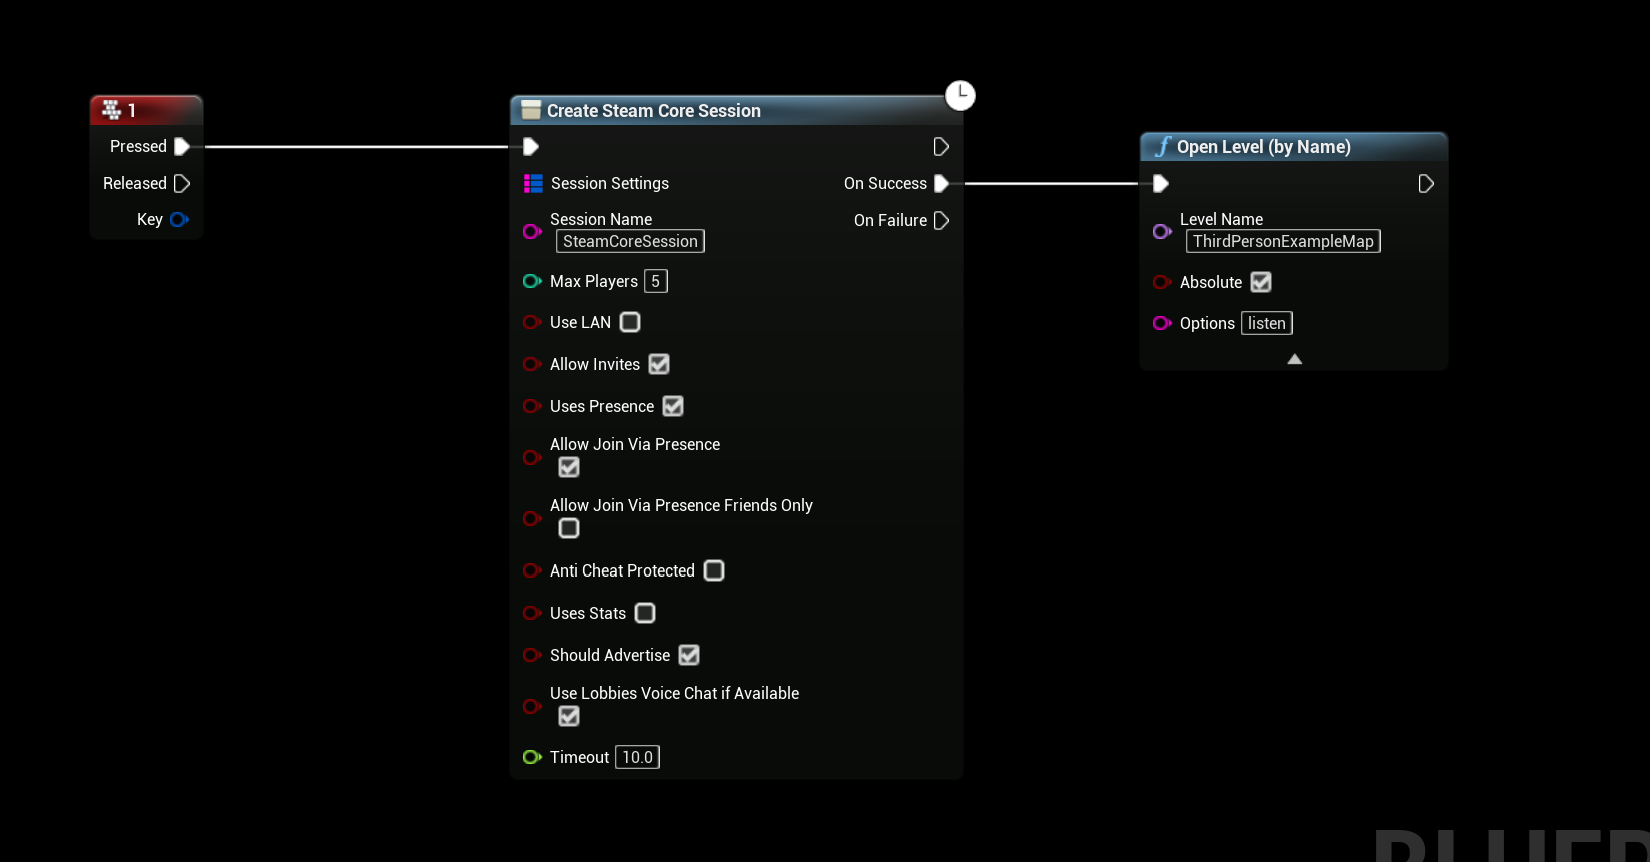 1
Pressed
Released
Key
Create Steam Core Session
Session Settings
On Success
Session Name
On Failure
SteamCoreSession
Max Players 5
Use LAN
Allow Invites
Uses Presence
Allow Join Via Presence
Allow Join Via Presence Friends Only
Anti Cheat Protected
Uses Stats
Should Advertise
Use Lobbies Voice Chat if Available
Timeout 10.0
Open Level (by Name)
Level Name
ThirdPersonExampleMap
Absolute
Options listen